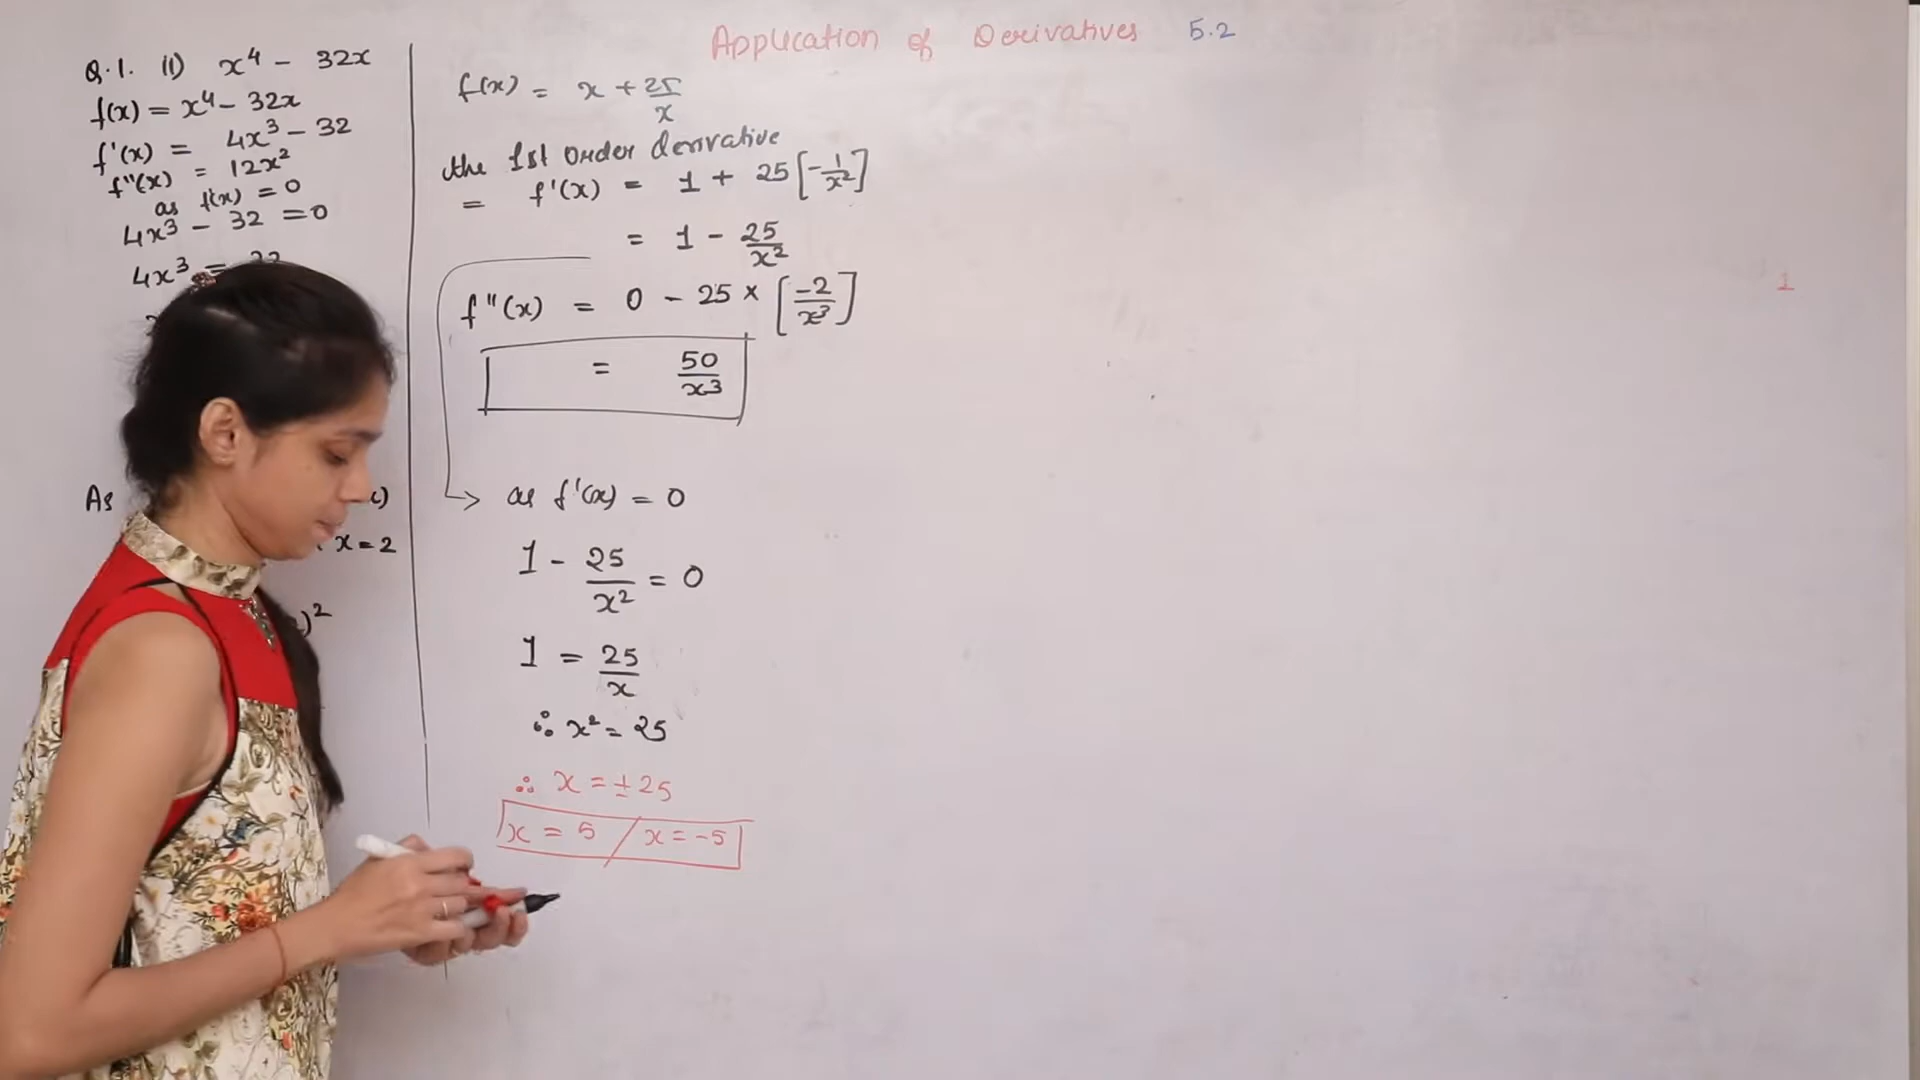 Application of Derivatives 5.2
Q.1. (i) x⁴ - 32x
f(x) = x⁴ - 32x
f'(x) = 4x³ - 32
f"(x) = 12x²
as f'(x) = 0
4x³ - 32 = 0
4x³ =
As
x = 2
)²
f(x) = x + 25/x
the 1st order derivative
= f'(x) = 1 + 25[-1/x²]
= 1 - 25/x²
f"(x) = 0 - 25 × [-2/x³]
= 50/x³
as f'(x) = 0
1 - 25/x² = 0
1 = 25/x
∴ x² = 25
∴ x = ±25
x = 5 / x = -5
1